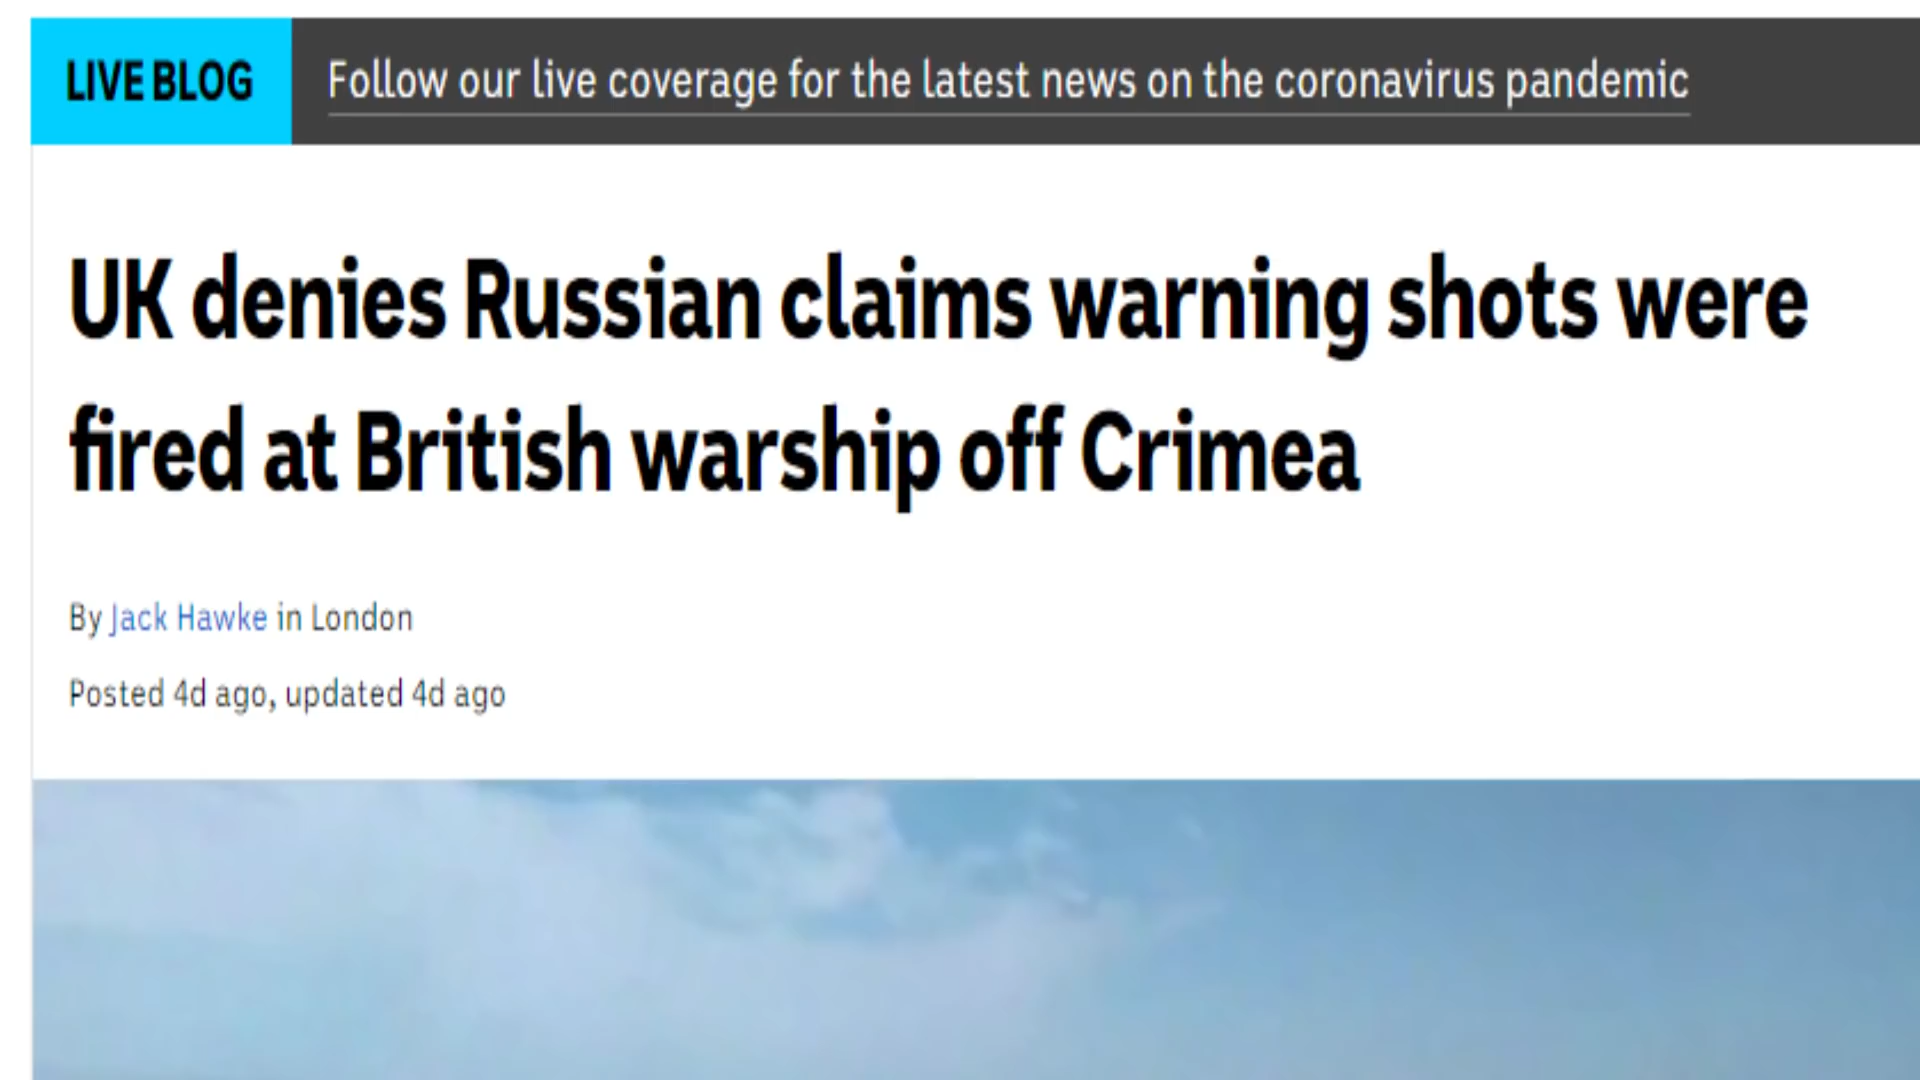 LIVE BLOG Follow our live coverage for the latest news on the coronavirus pandemic
UK denies Russian claims warning shots were
fired at British warship off Crimea
By Jack Hawke in London
Posted 4d ago, updated 4d ago